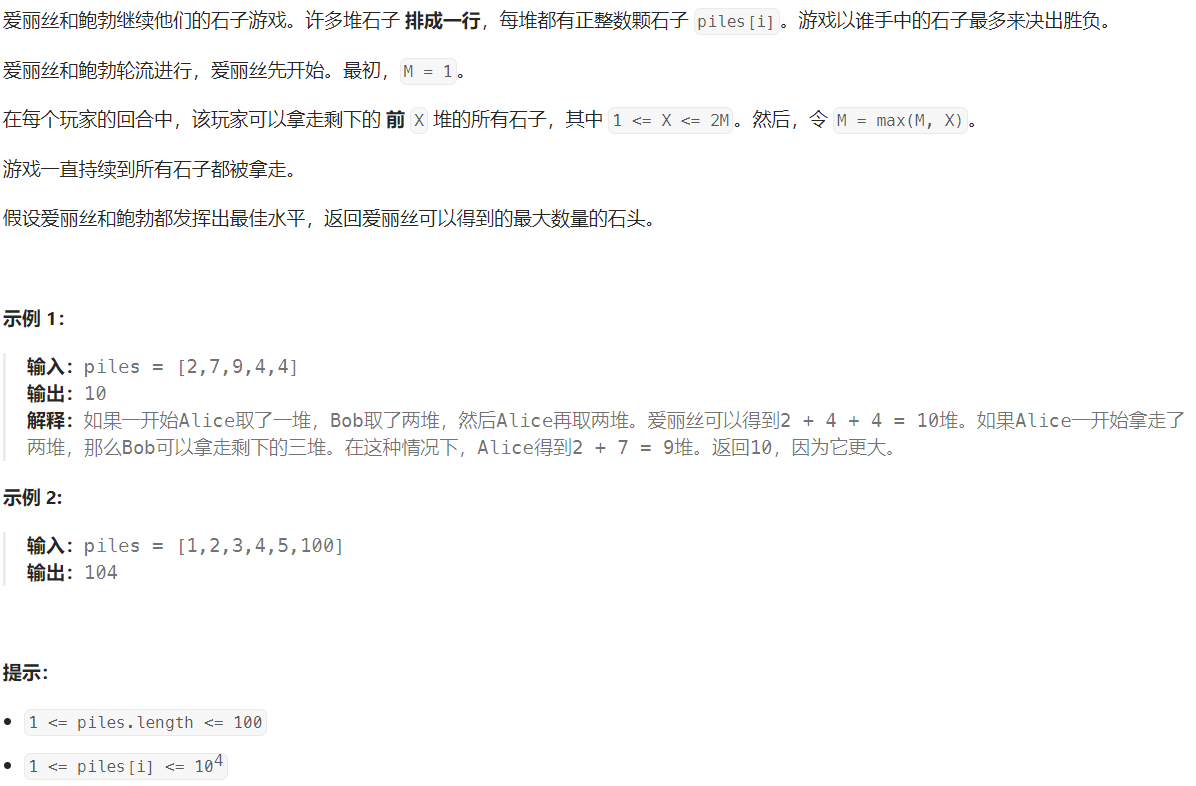 爱丽丝和鲍勃继续他们的石子游戏。许多堆石子 排成一行，每堆都有正整数颗石子 piles[i]。游戏以谁手中的石子最多来决出胜负。
爱丽丝和鲍勃轮流进行，爱丽丝先开始。最初，M = 1。
在每个玩家的回合中，该玩家可以拿走剩下的 前 X 堆的所有石子，其中 1 <= X <= 2M。然后，令 M = max(M, X)。
游戏一直持续到所有石子都被拿走。
假设爱丽丝和鲍勃都发挥出最佳水平，返回爱丽丝可以得到的最大数量的石头。
示例 1：
输入：piles = [2,7,9,4,4]
输出：10
解释：如果一开始Alice取了一堆，Bob取了两堆，然后Alice再取两堆。爱丽丝可以得到2 + 4 + 4 = 10堆。如果Alice一开始拿走了
两堆，那么Bob可以拿走剩下的三堆。在这种情况下，Alice得到2 + 7 = 9堆。返回10，因为它更大。
示例 2:
输入：piles = [1,2,3,4,5,100]
输出：104
提示：
• 1 <= piles.length <= 100
• 1 <= piles[i] <= 10⁴